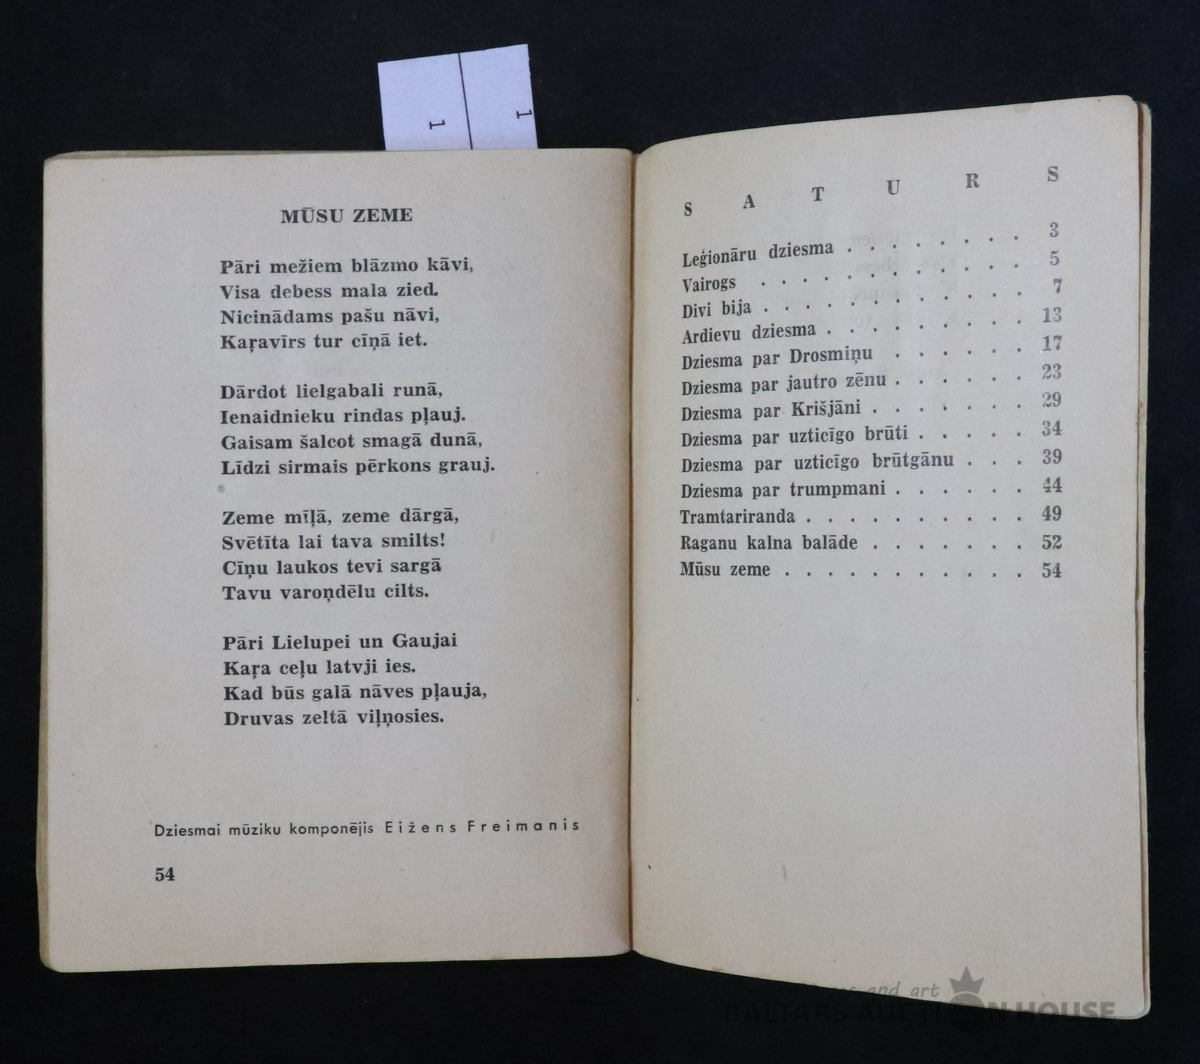 1
1
MŪSU ZEME
Pāri mežiem blāzmo kāvi,
Visa debess mala zied.
Nicinādams pašu nāvi,
Kaŗavīrs tur cīņā iet.
Dārdot lielgabali runā,
Ienaidnieku rindas pļauj.
Gaisam šalcot smagā dunā,
Līdzi sirmais pērkons grauj.
Zeme mīļā, zeme dārgā,
Svētīta lai tava smilts!
Cīņu laukos tevi sargā
Tavu varoņdēlu cilts.
Pāri Lielupei un Gaujai
Kaŗa ceļu latvji ies.
Kad būs galā nāves pļauja,
Druvas zeltā viļņosies.
Dziesmai mūziku komponējis Eižens Freimanis
54
SATURS
Leģionāru dziesma . . . . . . . . 3
Vairogs . . . . . . . . . . . 5
Divi bija . . . . . . . . . . . 7
Ardievu dziesma . . . . . . . . 13
Dziesma par Drosmiņu . . . . . . 17
Dziesma par jautro zēnu . . . . . . 23
Dziesma par Krišjāni . . . . . . . 29
Dziesma par uzticīgo brūti . . . . . 34
Dziesma par uzticīgo brūtgānu . . . 39
Dziesma par trumpmani . . . . . . 44
Tramtariranda . . . . . . . . . . 49
Raganu kalna balāde . . . . . . . 52
Mūsu zeme . . . . . . . . . . . 54
and art
BALTARS AUCTION HOUSE